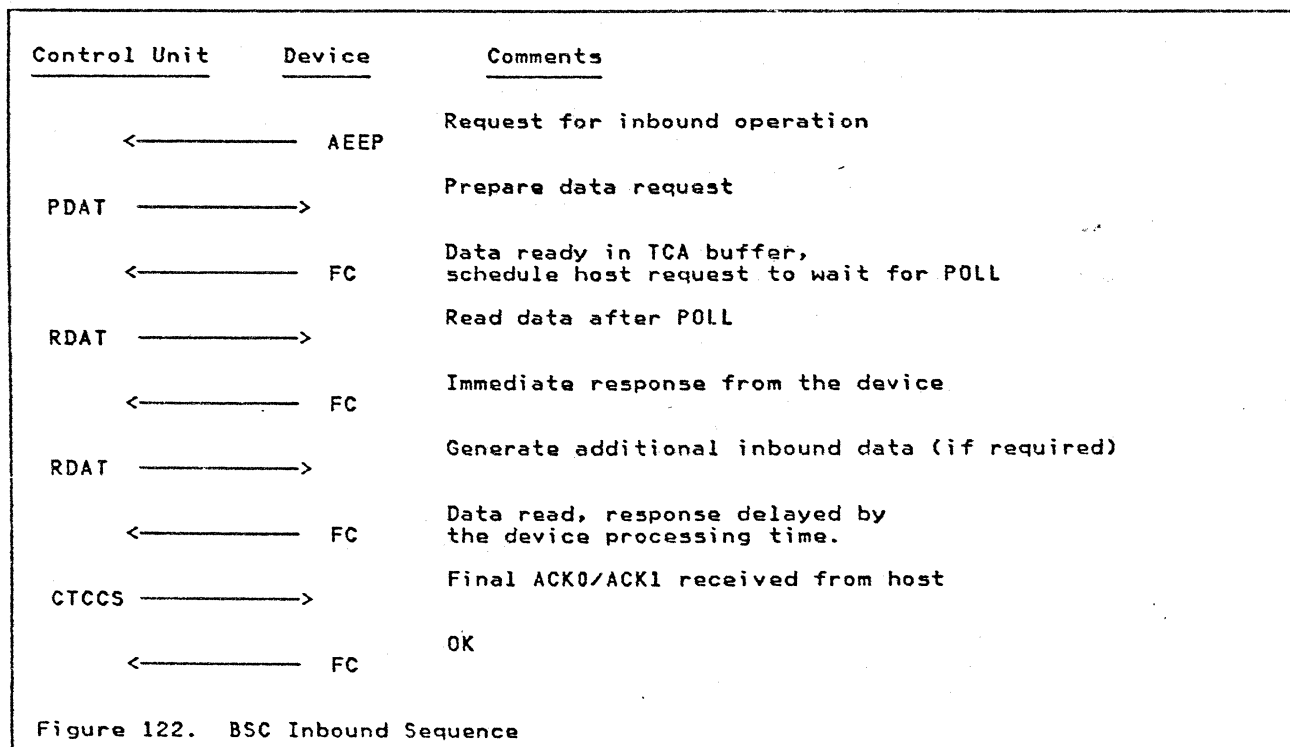 Control Unit Device Comments
Request for inbound operation
<———————— AEEP
Prepare data request
PDAT ————————>
Data ready in TCA buffer,
<———————— FC schedule host request to wait for POLL
Read data after POLL
RDAT ————————>
Immediate response from the device
<———————— FC
Generate additional inbound data (if required)
RDAT ————————>
Data read, response delayed by
<———————— FC the device processing time.
Final ACK0/ACK1 received from host
CTCCS ————————>
OK
<———————— FC
Figure 122. BSC Inbound Sequence